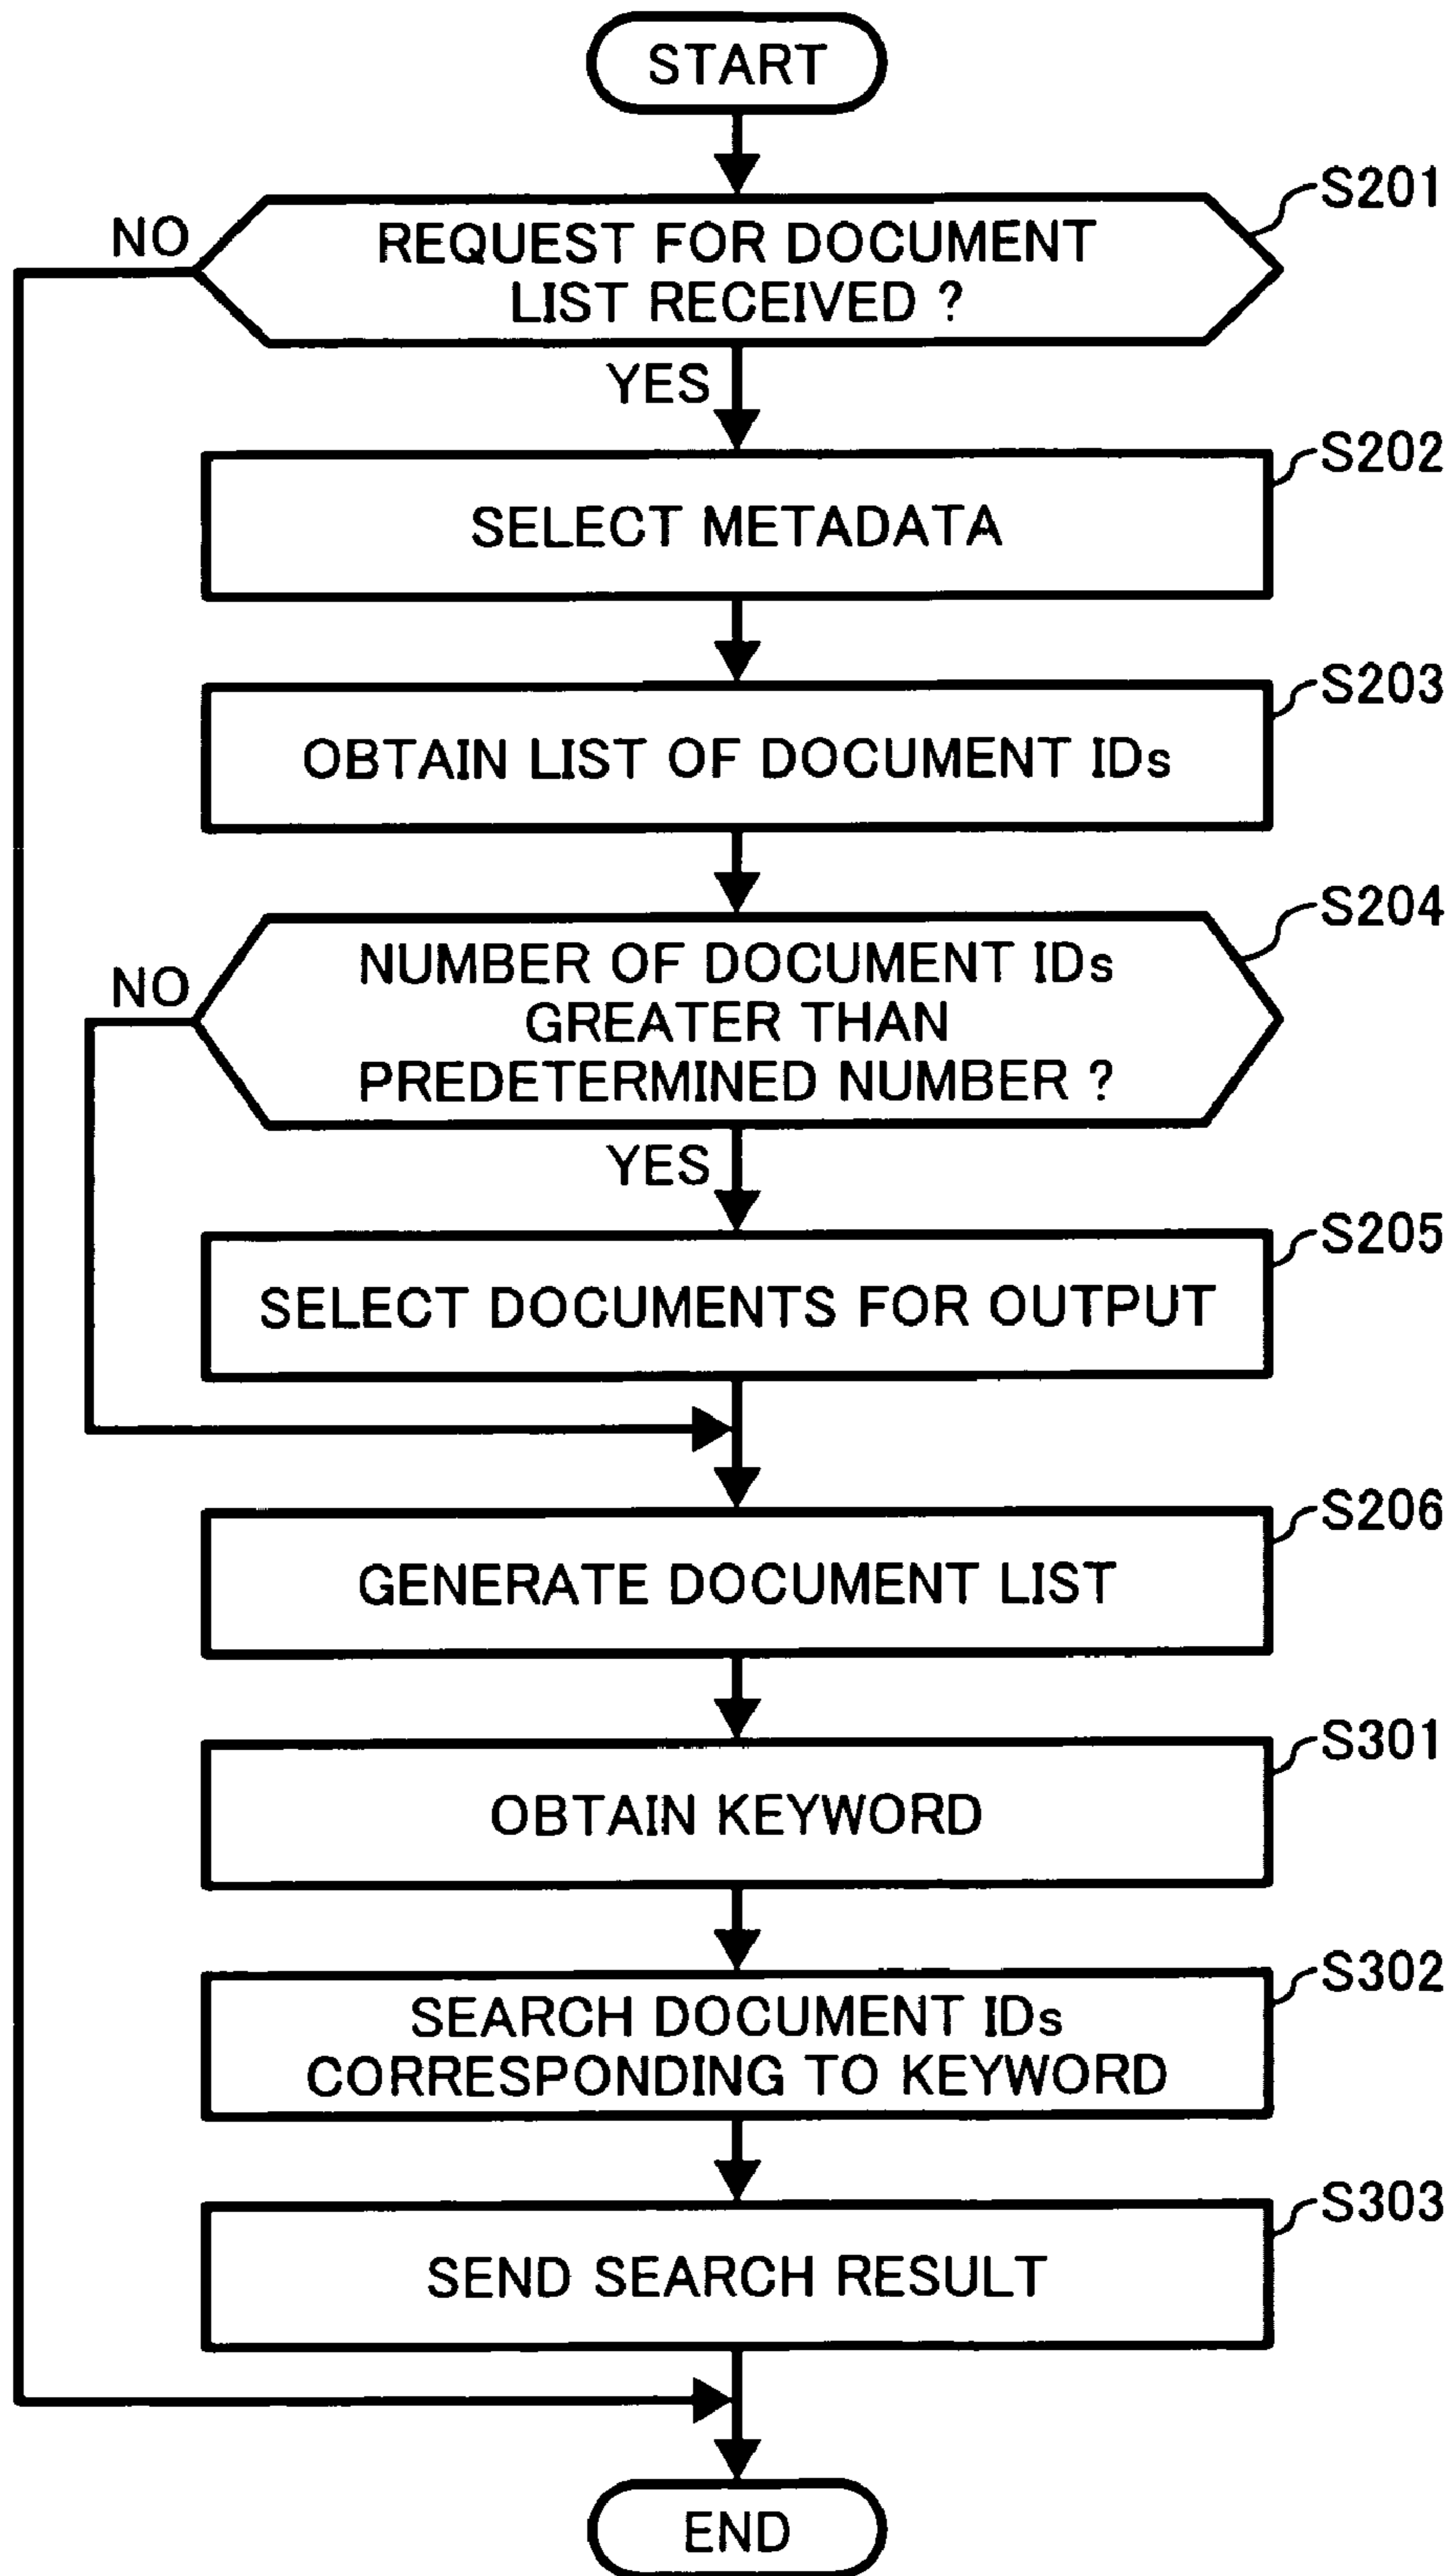 START
S201
NO
REQUEST FOR DOCUMENT
LIST RECEIVED ?
YES
S202
SELECT METADATA
S203
OBTAIN LIST OF DOCUMENT IDs
S204
NO
NUMBER OF DOCUMENT IDs
GREATER THAN
PREDETERMINED NUMBER ?
YES
S205
SELECT DOCUMENTS FOR OUTPUT
S206
GENERATE DOCUMENT LIST
S301
OBTAIN KEYWORD
S302
SEARCH DOCUMENT IDs
CORRESPONDING TO KEYWORD
S303
SEND SEARCH RESULT
END